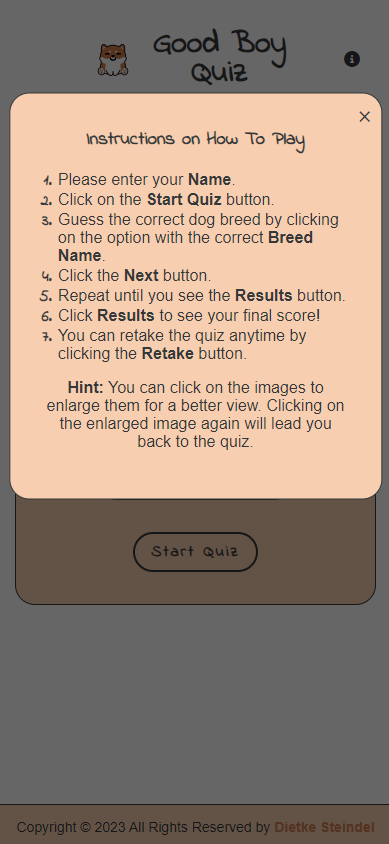 Good Boy
Quiz
Instructions on How To Play
1. Please enter your Name.
2. Click on the Start Quiz button.
3. Guess the correct dog breed by clicking
on the option with the correct Breed
Name.
4. Click the Next button.
5. Repeat until you see the Results button.
6. Click Results to see your final score!
7. You can retake the quiz anytime by
clicking the Retake button.
Hint: You can click on the images to
enlarge them for a better view. Clicking on
the enlarged image again will lead you
back to the quiz.
Start Quiz
Copyright © 2023 All Rights Reserved by Dietke Steindel